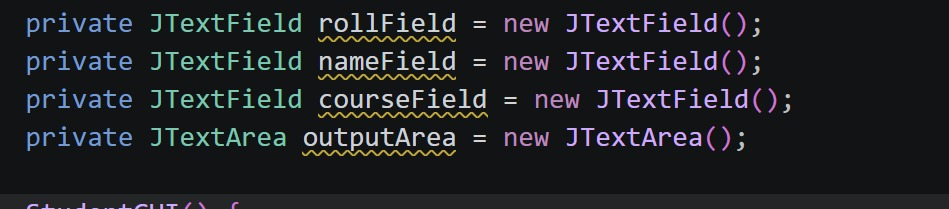 private JTextField rollField = new JTextField();
private JTextField nameField = new JTextField();
private JTextField courseField = new JTextField();
private JTextArea outputArea = new JTextArea();
StudentGUI() {